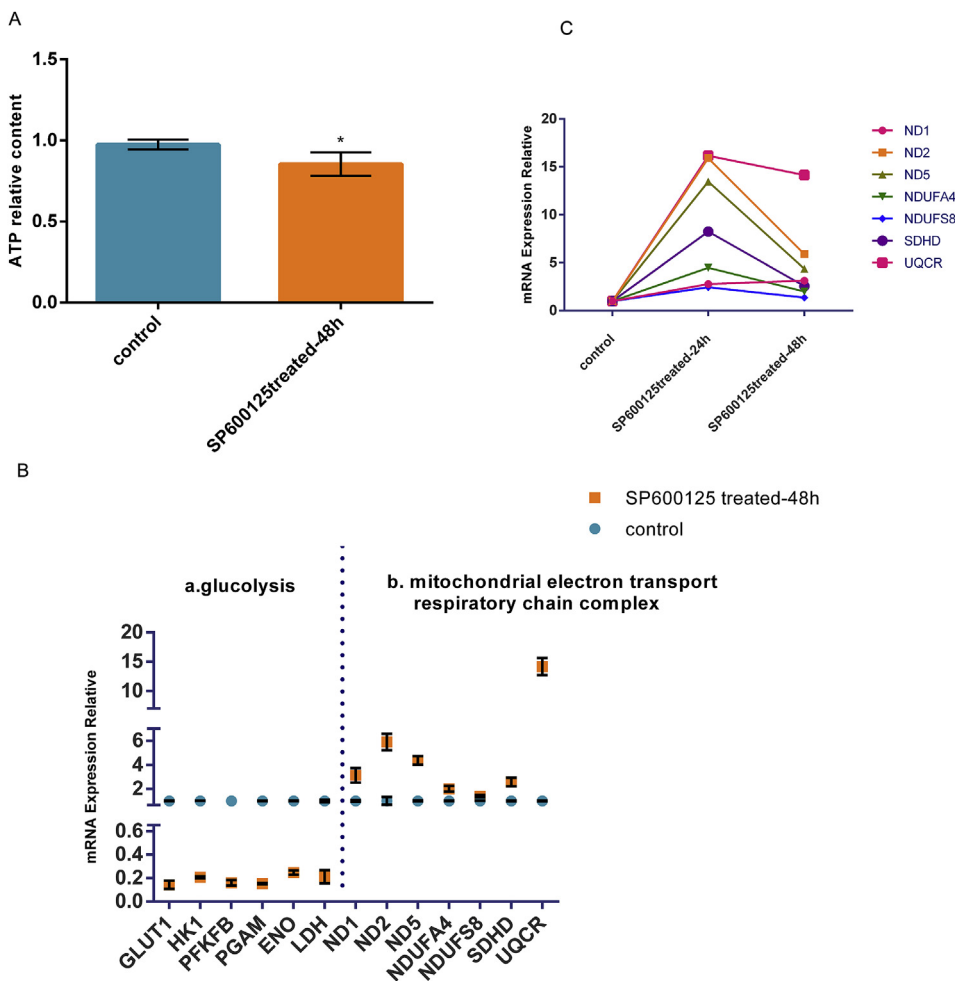 A
1.5
1.0
0.5
0.0
ATP relative content
*
control
SP600125treated-48h
C
20
15
10
5
0
mRNA Expression Relative
control
SP600125treated-24h
SP600125treated-48h
ND1
ND2
ND5
NDUFA4
NDUFS8
SDHD
UQCR
B
SP600125 treated-48h
control
a.glucolysis
b. mitochondrial electron transport
respiratory chain complex
20
15
10
6
4
2
0.6
0.4
0.2
0.0
mRNA Expression Relative
GLUT1
HK1
PFKFB
PGAM
ENO
LDH
ND1
ND2
ND5
NDUFA4
NDUFS8
SDHD
UQCR